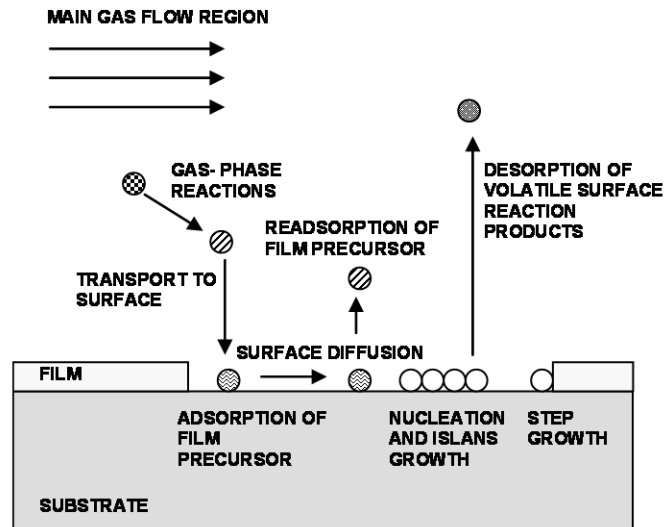 MAIN GAS FLOW REGION
GAS- PHASE
REACTIONS
DESORPTION OF
VOLATILE SURFACE
REACTION
PRODUCTS
READSORPTION OF
FILM PRECURSOR
TRANSPORT TO
SURFACE
SURFACE DIFFUSION
FILM
ADSORPTION OF
FILM
PRECURSOR
NUCLEATION
AND ISLANS
GROWTH
STEP
GROWTH
SUBSTRATE